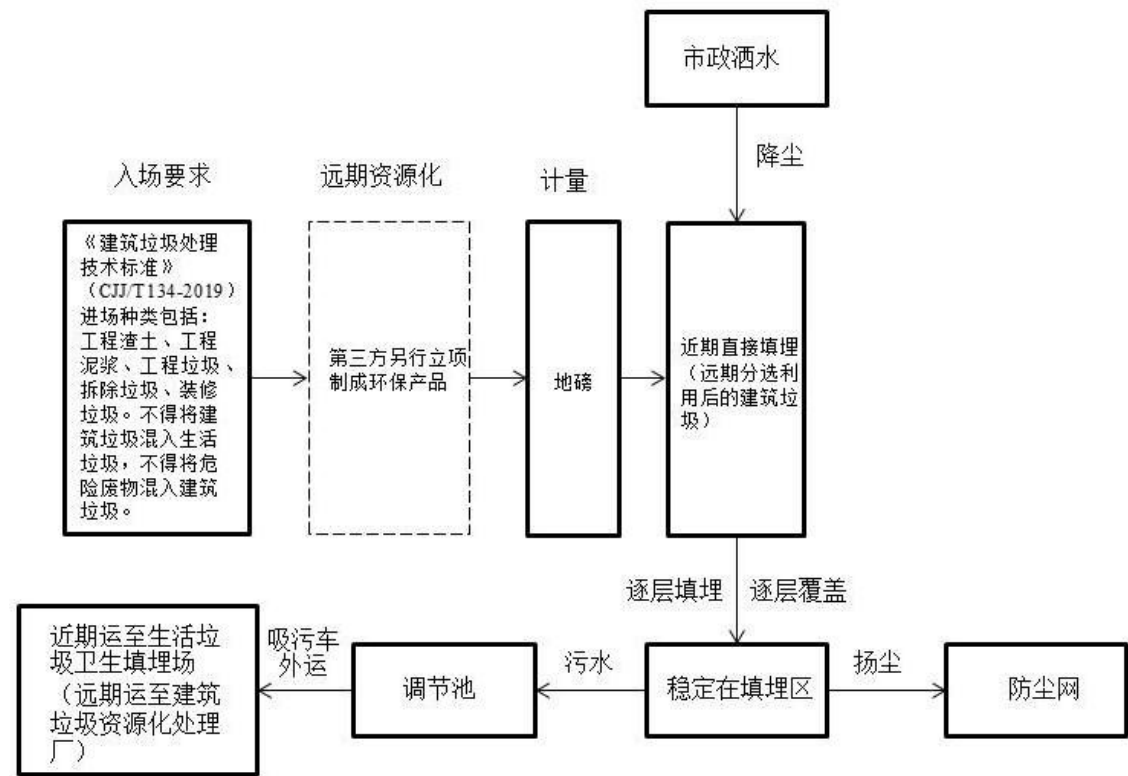 市政洒水
降尘
入场要求
远期资源化
计量
《建筑垃圾处理
技术标准》
（CJJ/T134-2019）
进场种类包括：
工程渣土、工程
泥浆、工程垃圾、
拆除垃圾、装修
垃圾。不得将建
筑垃圾混入生活
垃圾，不得将危
险废物混入建筑
垃圾。
第三方另行立项
制成环保产品
地磅
近期直接填埋
（远期分选利
用后的建筑垃
圾）
逐层填埋
逐层覆盖
近期运至生活垃
圾卫生填埋场
（远期运至建筑
垃圾资源化处理
厂）
吸污车
外运
调节池
污水
稳定在填埋区
扬尘
防尘网